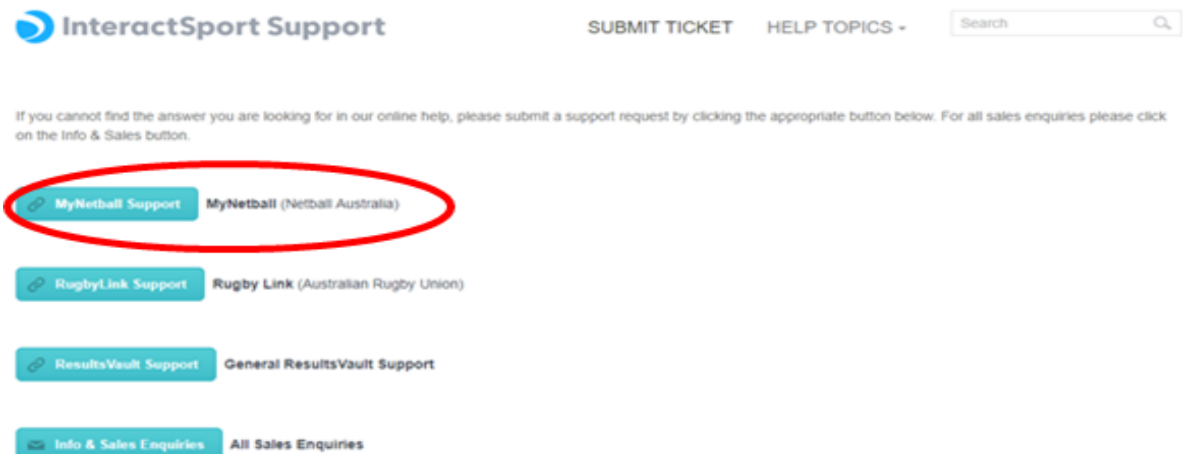 InteractSport Support
SUBMIT TICKET
HELP TOPICS
Search
If you cannot find the answer you are looking for in our online help, please submit a support request by clicking the appropriate button below. For all sales enquiries please click
on the Info & Sales button.
MyNetball Support MyNetball (Netball Australia)
RugbyLink Support Rugby Link (Australian Rugby Union)
ResultsVault Support General ResultsVault Support
Info & Sales Enquiries All Sales Enquiries